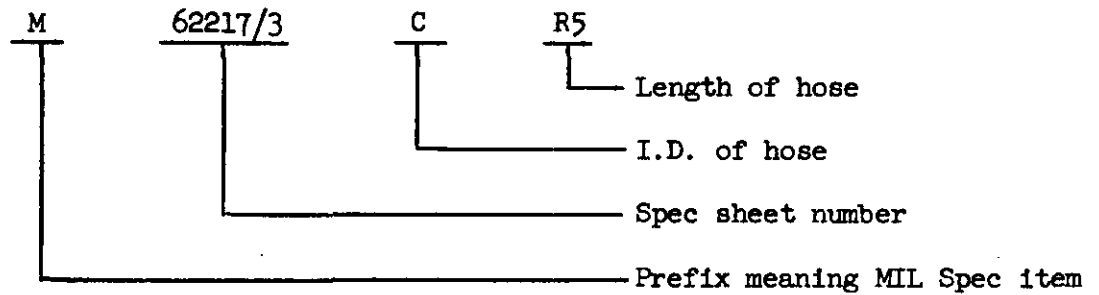 M 62217/3 C R5
Length of hose
I.D. of hose
Spec sheet number
Prefix meaning MIL Spec item